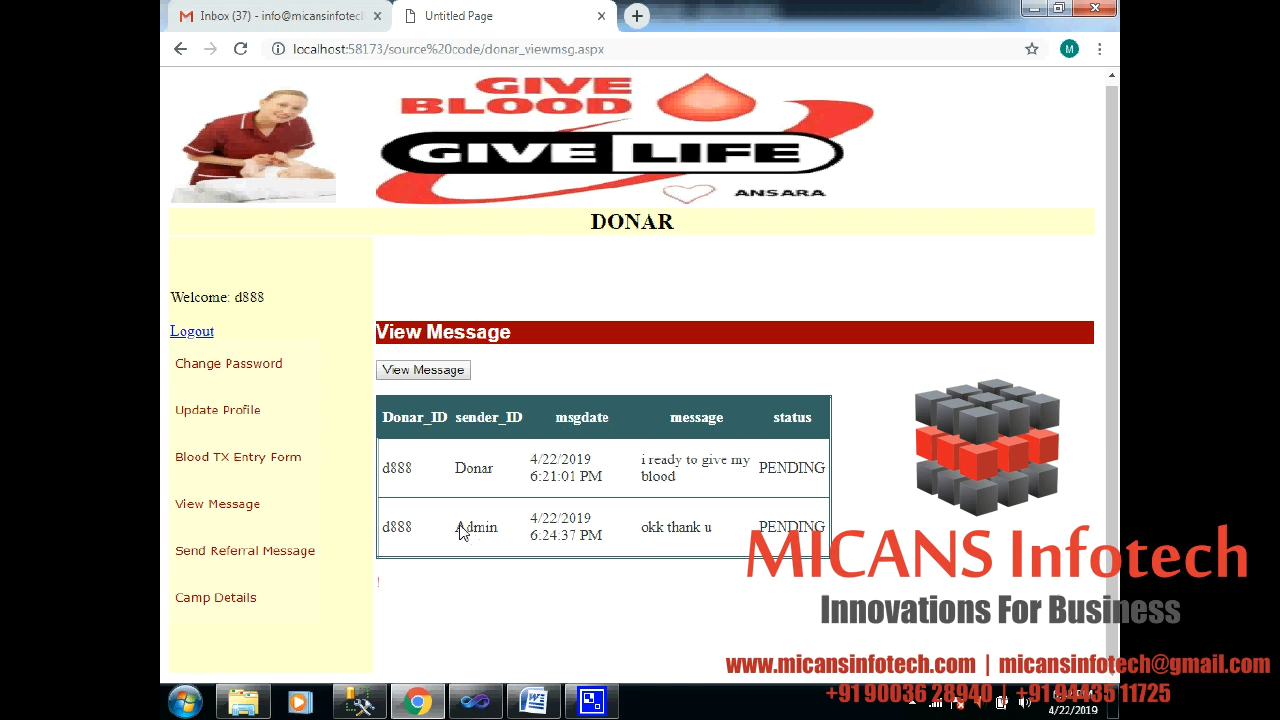 Inbox (37) - info@micansinfotech
Untitled Page
localhost:58173/source%20code/donar_viewmsg.aspx
M
GIVE
BLOOD
GIVE LIFE
ANSARA
DONAR
Welcome: d888
Logout
Change Password
Update Profile
Blood TX Entry Form
View Message
Send Referral Message
Camp Details
View Message
View Message
Donar_ID sender_ID msgdate message status
d888 Donar 4/22/2019 6:21:01 PM i ready to give my blood PENDING
d888 Admin 4/22/2019 6:24:37 PM okk thank u PENDING
!
MICANS Infotech
Innovations For Business
www.micansinfotech.com | micansinfotech@gmail.com
+91 90036 28940 | +91 94435 11725
4/22/2019